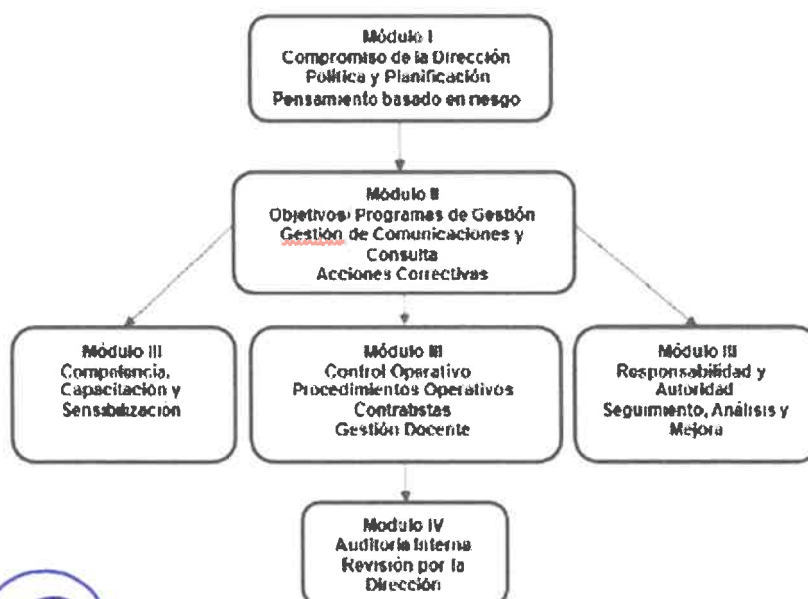 Módulo I
Compromiso de la Dirección
Política y Planificación
Pensamiento basado en riesgo
Módulo II
Objetivos/ Programas de Gestión
Gestión de Comunicaciones y
Consulta
Acciones Correctivas
Módulo III
Competencia,
Capacitación y
Sensibilización
Módulo III
Control Operativo
Procedimientos Operativos
Contratistas
Gestión Docente
Módulo III
Responsabilidad y
Autoridad
Seguimiento, Análisis y
Mejora
Modulo IV
Auditoria Interna
Revisión por la
Dirección